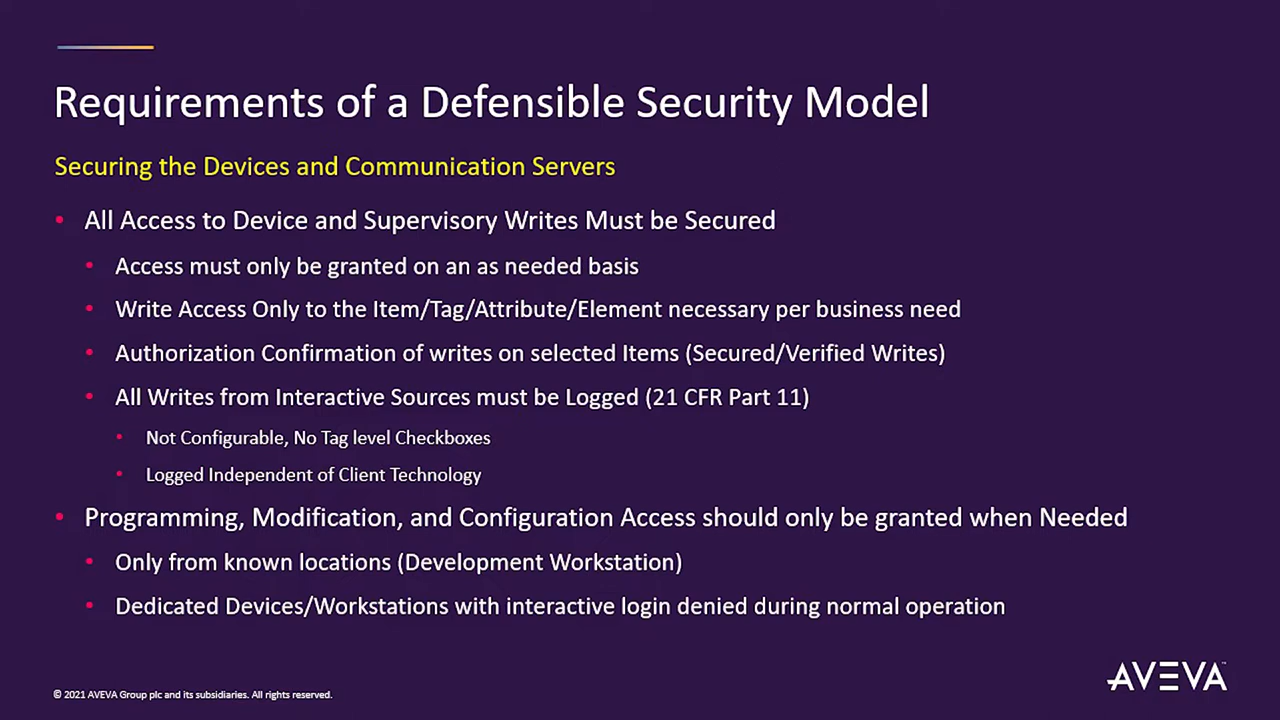 Requirements of a Defensible Security Model
Securing the Devices and Communication Servers
• All Access to Device and Supervisory Writes Must be Secured
• Access must only be granted on an as needed basis
• Write Access Only to the Item/Tag/Attribute/Element necessary per business need
• Authorization Confirmation of writes on selected Items (Secured/Verified Writes)
• All Writes from Interactive Sources must be Logged (21 CFR Part 11)
• Not Configurable, No Tag level Checkboxes
• Logged Independent of Client Technology
• Programming, Modification, and Configuration Access should only be granted when Needed
• Only from known locations (Development Workstation)
• Dedicated Devices/Workstations with interactive login denied during normal operation
© 2021 AVEVA Group plc and its subsidiaries. All rights reserved.
AVEVA™